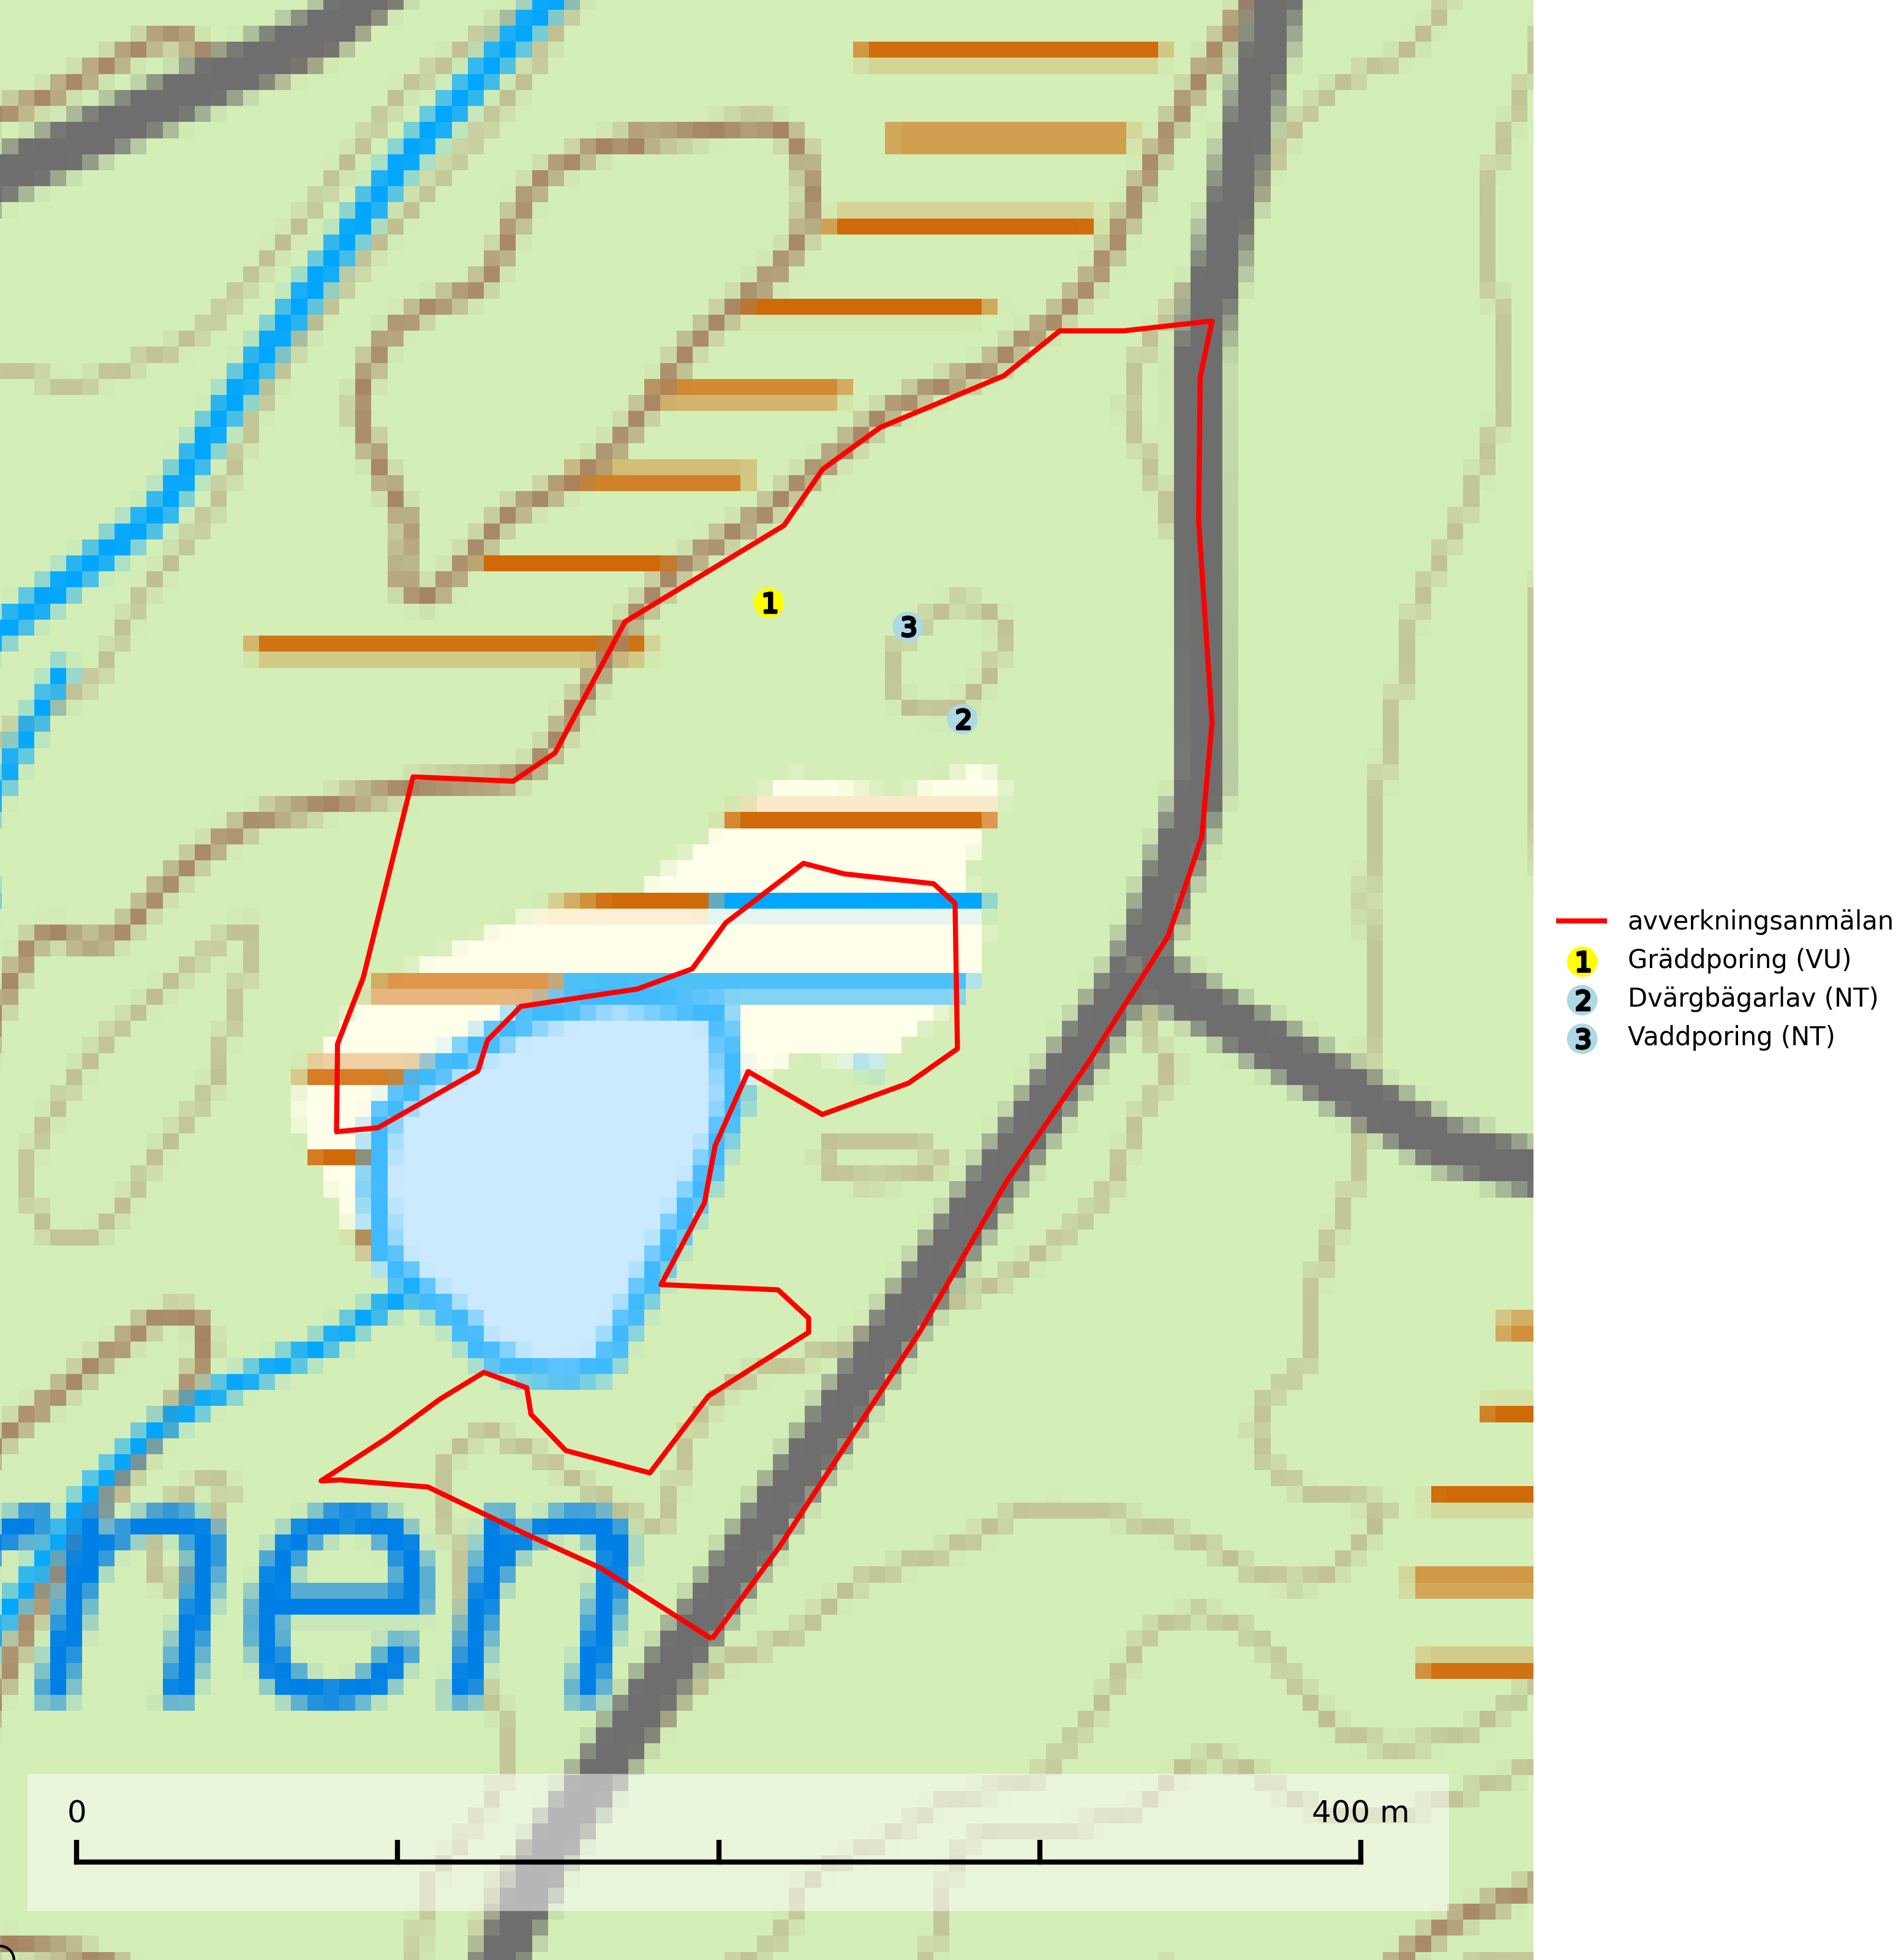 1
3
2
avverkningsanmälan
1 Gräddporing (VU)
2 Dvärgbägarlav (NT)
3 Vaddporing (NT)
nen
0 400 m